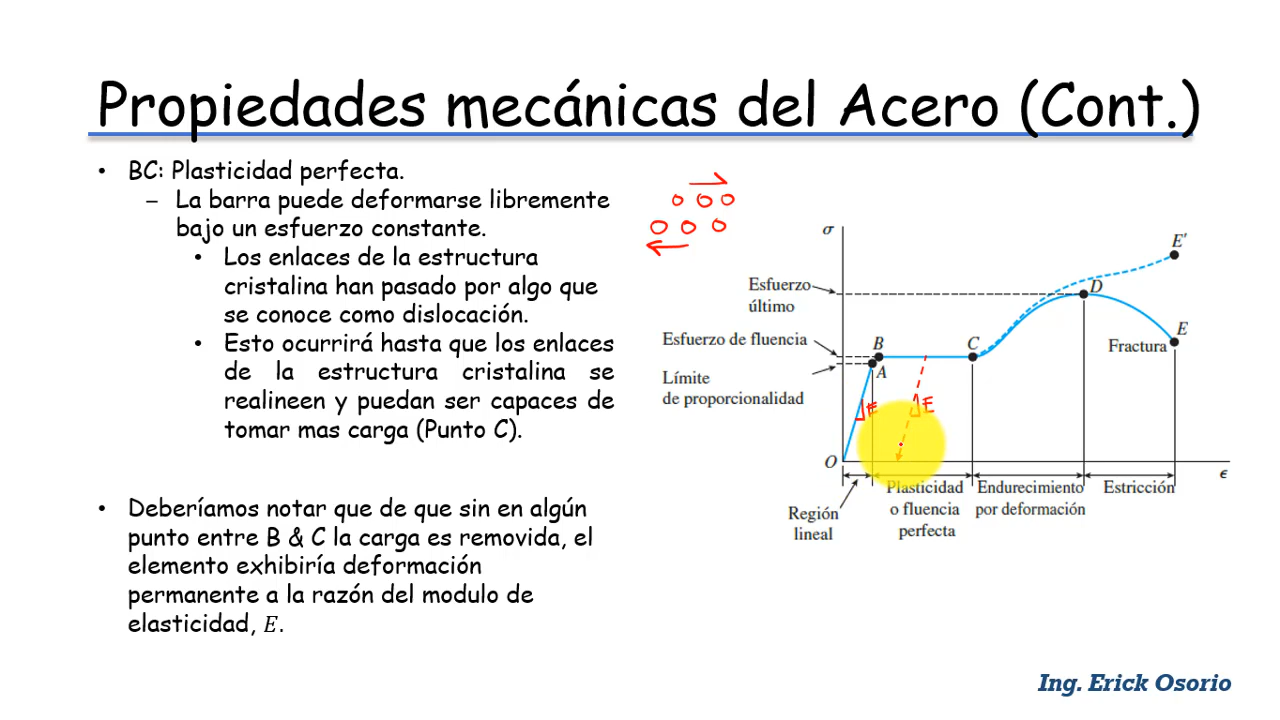 Propiedades mecánicas del Acero (Cont.)
• BC: Plasticidad perfecta.
– La barra puede deformarse libremente
bajo un esfuerzo constante.
• Los enlaces de la estructura
cristalina han pasado por algo que
se conoce como dislocación.
• Esto ocurrirá hasta que los enlaces
de la estructura cristalina se
realineen y puedan ser capaces de
tomar mas carga (Punto C).
• Deberíamos notar que de que sin en algún
punto entre B & C la carga es removida, el
elemento exhibiría deformación
permanente a la razón del modulo de
elasticidad, E.
σ
E'
Esfuerzo
último
D
Esfuerzo de fluencia
B
C
E
Fractura
A
Límite
de proporcionalidad
E
E
O
ϵ
Región
lineal
Plasticidad
o fluencia
perfecta
Endurecimiento
por deformación
Estricción
Ing. Erick Osorio